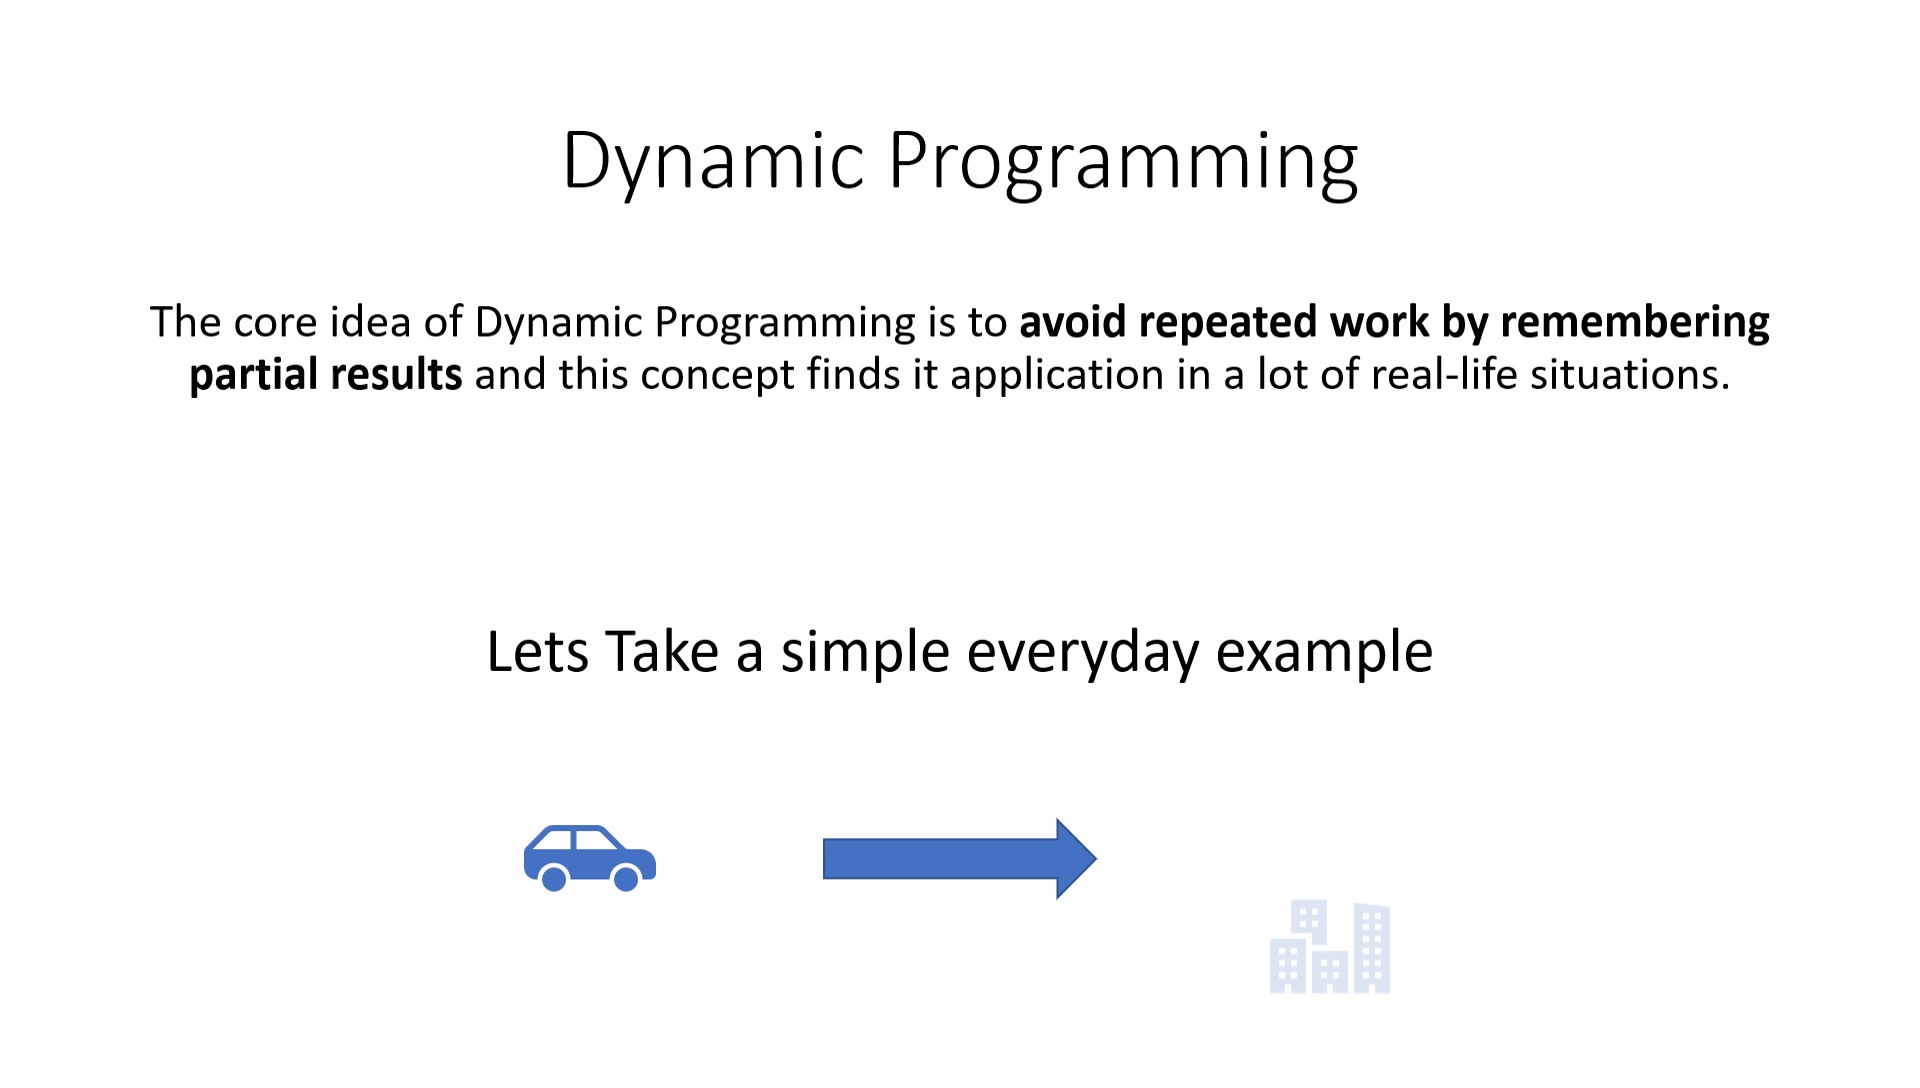 Dynamic Programming
The core idea of Dynamic Programming is to avoid repeated work by remembering
partial results and this concept finds it application in a lot of real-life situations.
Lets Take a simple everyday example